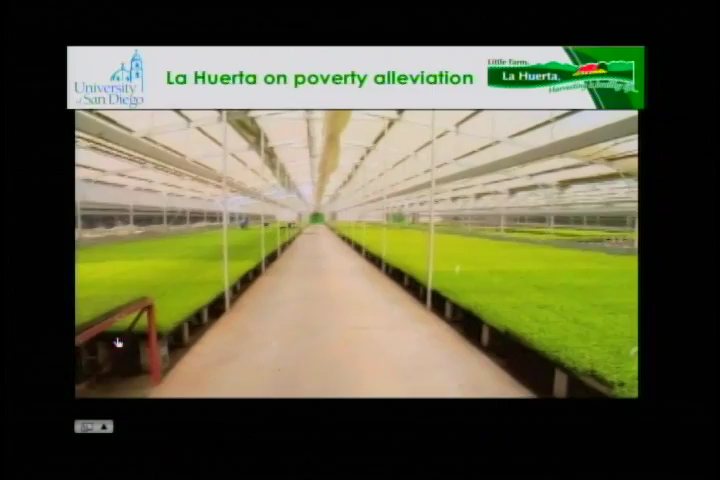 University
of San Diego
La Huerta on poverty alleviation
Little Farm.
La Huerta.